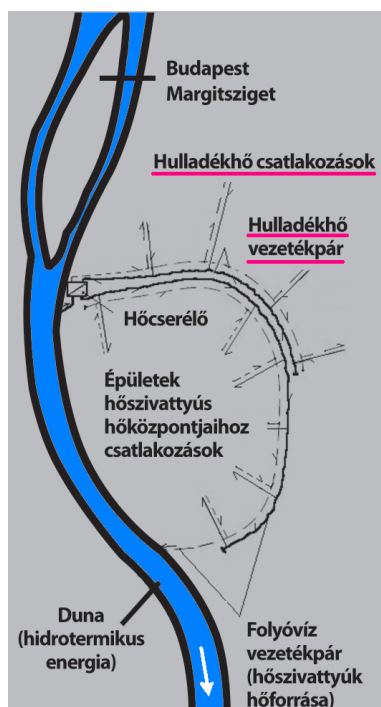 Budapest
Margitsziget
Hulladékhő csatlakozások
Hulladékhő
vezetékpár
Hőcserélő
Épületek
hőszivattyús
hőközpontjaihoz
csatlakozások
Duna
(hidrotermikus
energia)
Folyóvíz
vezetékpár
(hőszivattyúk
hőforrása)